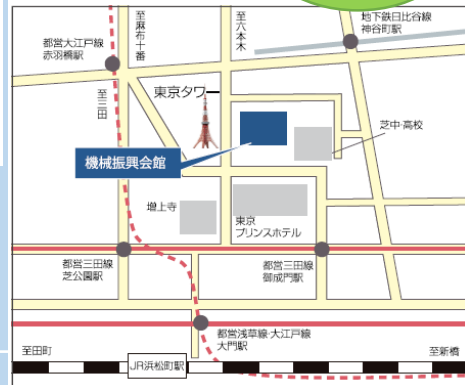 至麻布十番
至六本木
地下鉄日比谷線
神谷町駅
都営大江戸線
赤羽橋駅
至三田
東京タワー
芝中・高校
機械振興会館
増上寺
東京
プリンスホテル
都営三田線
芝公園駅
都営三田線
御成門駅
都営浅草線・大江戸線
大門駅
至田町
至新橋
JR浜松町駅